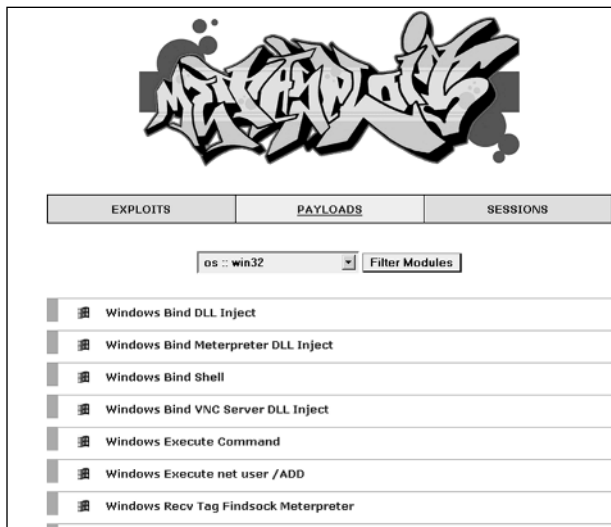 METASPLOIT
EXPLOITS PAYLOADS SESSIONS
os :: win32 Filter Modules
Windows Bind DLL Inject
Windows Bind Meterpreter DLL Inject
Windows Bind Shell
Windows Bind VNC Server DLL Inject
Windows Execute Command
Windows Execute net user /ADD
Windows Recv Tag Findsock Meterpreter